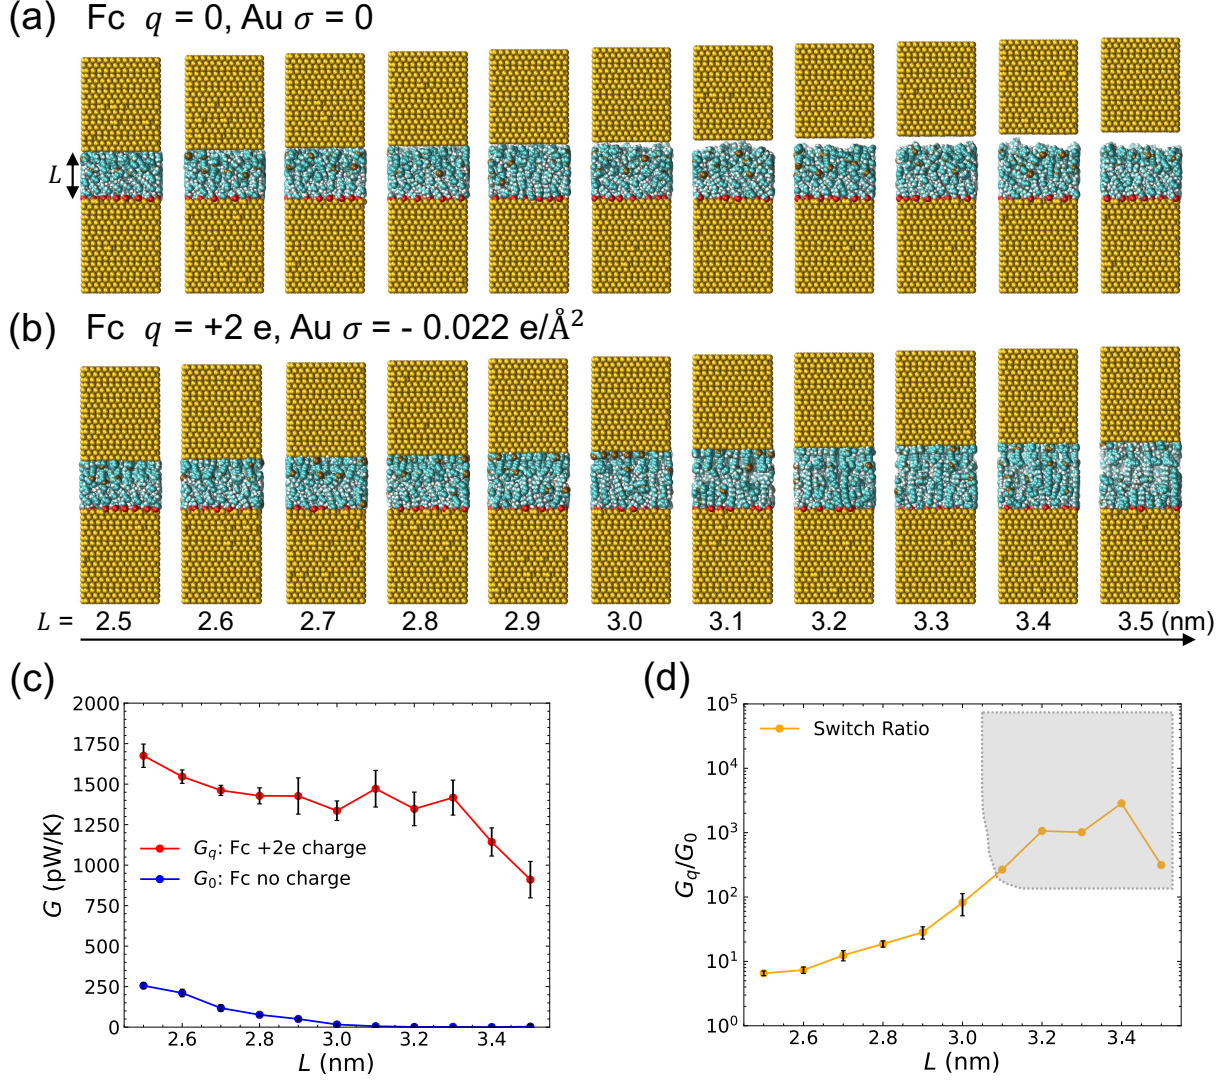 (a) Fc q = 0, Au σ = 0
L
(b) Fc q = +2 e, Au σ = - 0.022 e/Å²
L = 2.5 2.6 2.7 2.8 2.9 3.0 3.1 3.2 3.3 3.4 3.5 (nm)
(c)
2000
1750
1500
1250
1000
750
500
250
0
G (pW/K)
G_q: Fc +2e charge
G_0: Fc no charge
2.6 2.8 3.0 3.2 3.4
L (nm)
(d)
10⁵
10⁴
10³
10²
10¹
10⁰
G_q/G_0
Switch Ratio
2.6 2.8 3.0 3.2 3.4
L (nm)